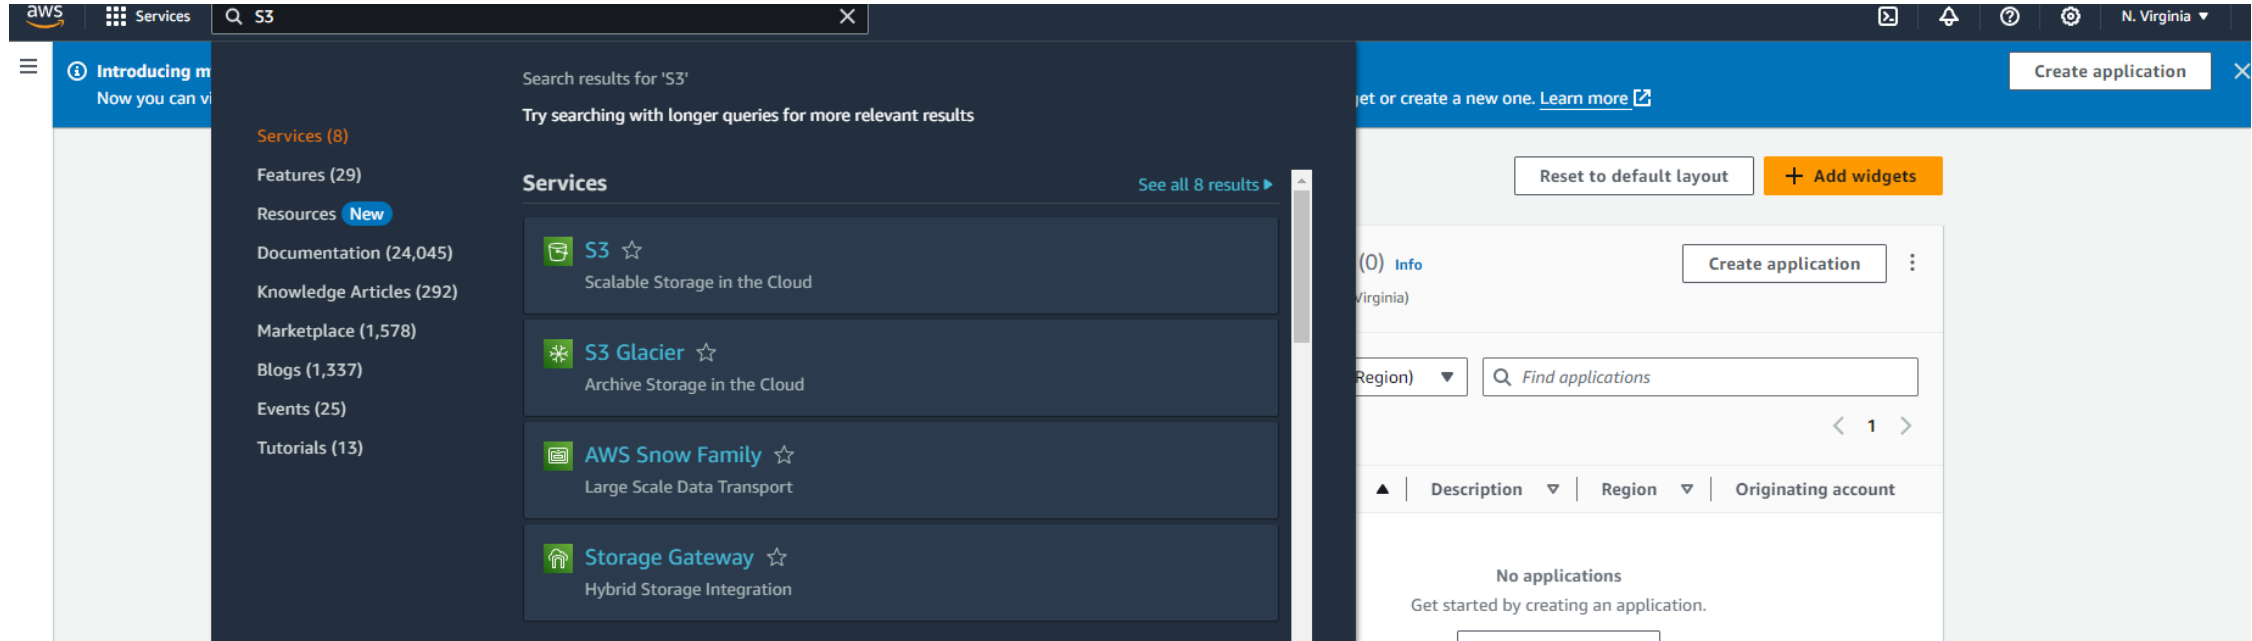 aws
Services
S3
N. Virginia
Introducing m
Now you can vi
et or create a new one. Learn more
Create application
Search results for 'S3'
Try searching with longer queries for more relevant results
Services (8)
Features (29)
Resources New
Documentation (24,045)
Knowledge Articles (292)
Marketplace (1,578)
Blogs (1,337)
Events (25)
Tutorials (13)
Services
See all 8 results
S3
Scalable Storage in the Cloud
S3 Glacier
Archive Storage in the Cloud
AWS Snow Family
Large Scale Data Transport
Storage Gateway
Hybrid Storage Integration
Reset to default layout
+ Add widgets
(0) Info
Virginia)
Create application
Region)
Find applications
1
Description
Region
Originating account
No applications
Get started by creating an application.